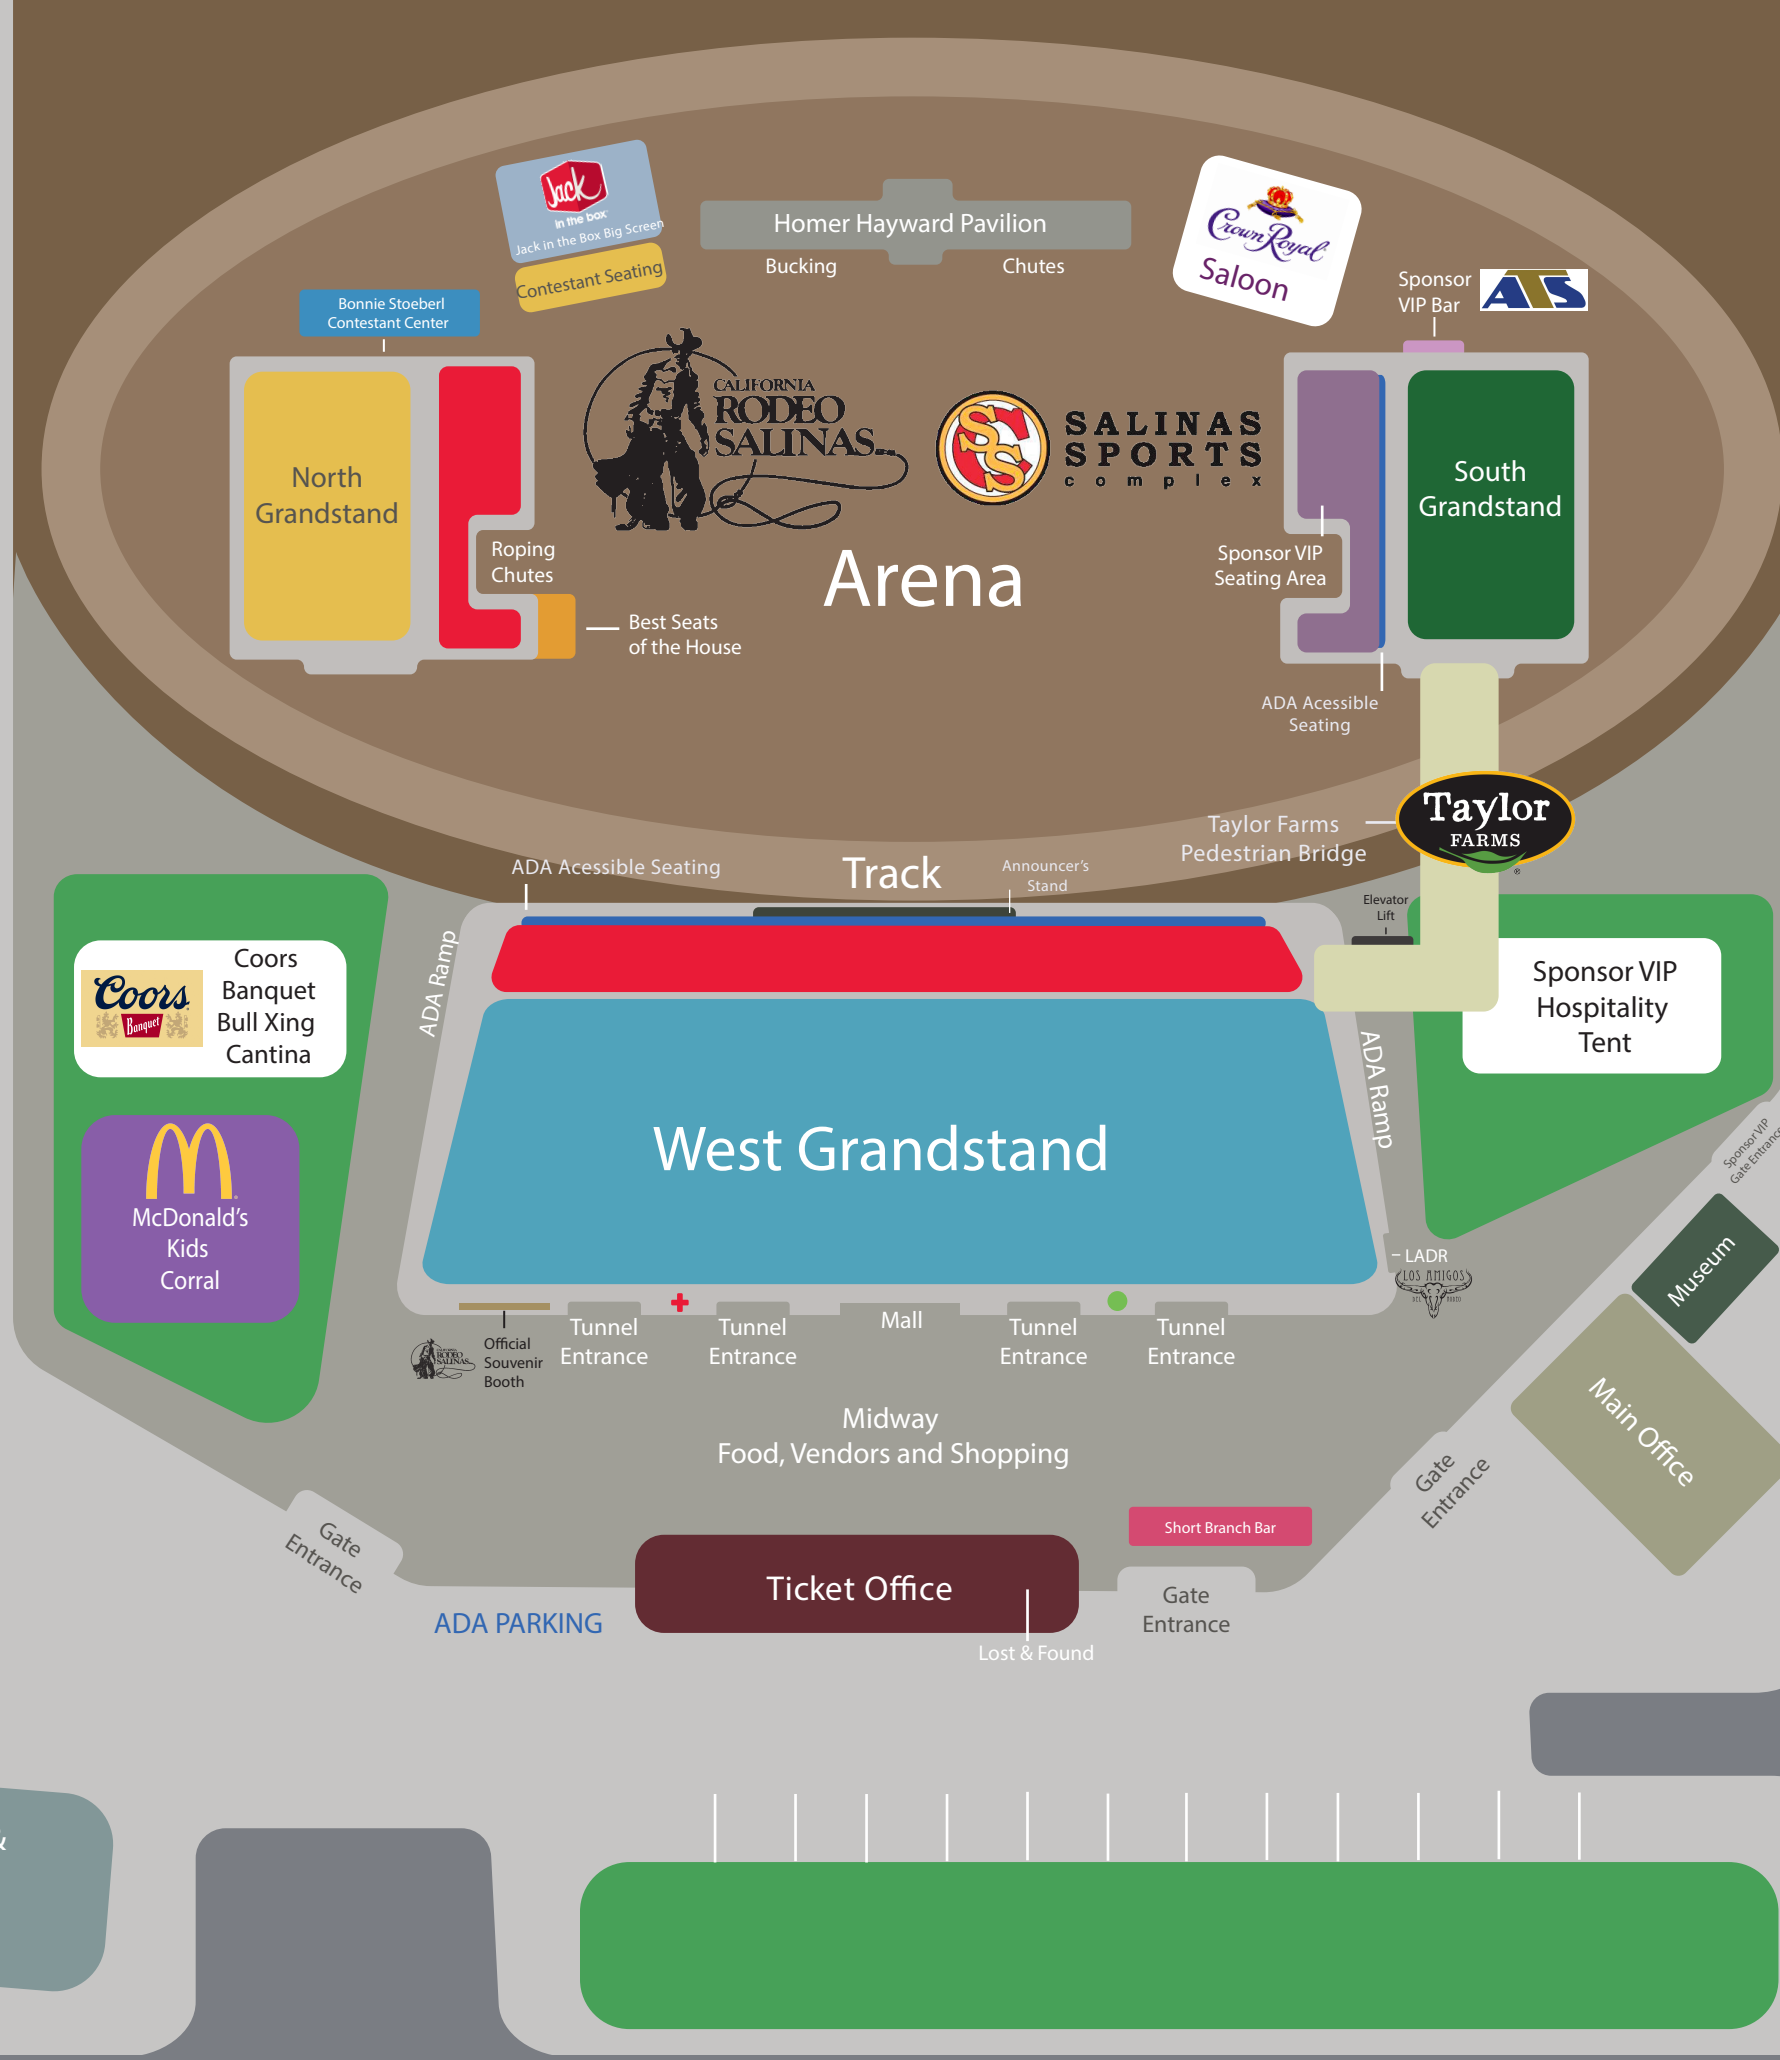 Jack
in the box
Jack in the Box Big Screen
Contestant Seating
Homer Hayward Pavilion
Bucking
Chutes
Crown Royal
Saloon
Sponsor
VIP Bar
ATS
Bonnie Stoeberl
Contestant Center
CALIFORNIA
RODEO
SALINAS
SALINAS
SPORTS
complex
North
Grandstand
South
Grandstand
Roping
Chutes
Sponsor VIP
Seating Area
Arena
Best Seats
of the House
ADA Acessible
Seating
Taylor
FARMS
®
Taylor Farms
Pedestrian Bridge
ADA Acessible Seating
Track
Announcer's
Stand
Elevator
Lift
ADA Ramp
Coors
Banquet
Coors
Banquet
Bull Xing
Cantina
Sponsor VIP
Hospitality
Tent
ADA Ramp
West Grandstand
McDonald's
Kids
Corral
Sponsor VIP
Gate Entrance
Museum
LADR
LOS AMIGOS
DEL RODEO
Mall
Tunnel
Entrance
Tunnel
Entrance
Tunnel
Entrance
Tunnel
Entrance
CALIFORNIA
RODEO
SALINAS
Official
Souvenir
Booth
Main Office
Midway
Food, Vendors and Shopping
Gate
Entrance
Gate
Entrance
Short Branch Bar
Ticket Office
Gate
Entrance
ADA PARKING
Lost & Found
&